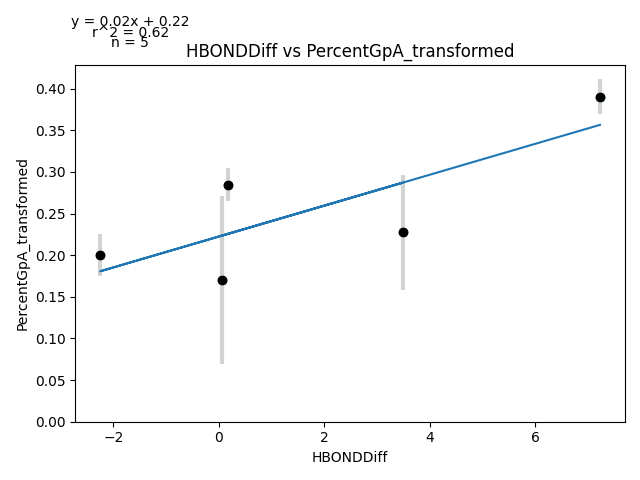 y = 0.02x + 0.22
r^2 = 0.62
n = 5
HBONDDiff vs PercentGpA_transformed
PercentGpA_transformed
0.40
0.35
0.30
0.25
0.20
0.15
0.10
0.05
0.00
−2 0 2 4 6
HBONDDiff